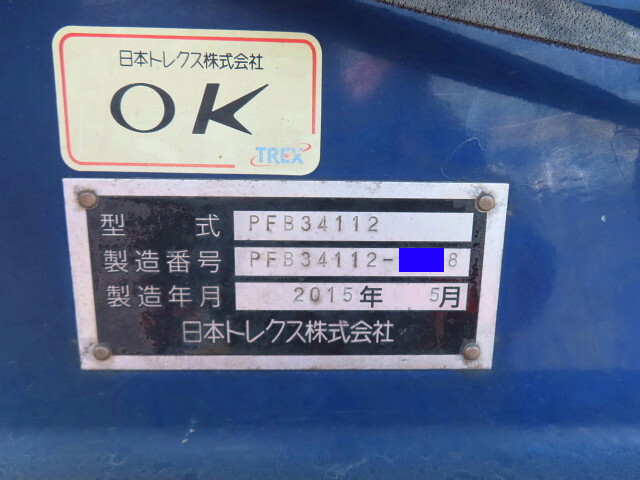 日本トレクス株式会社
OK
TREX
型式 PFB34112
製造番号 PFB34112- 8
製造年月 2015年 5月
日本トレクス株式会社